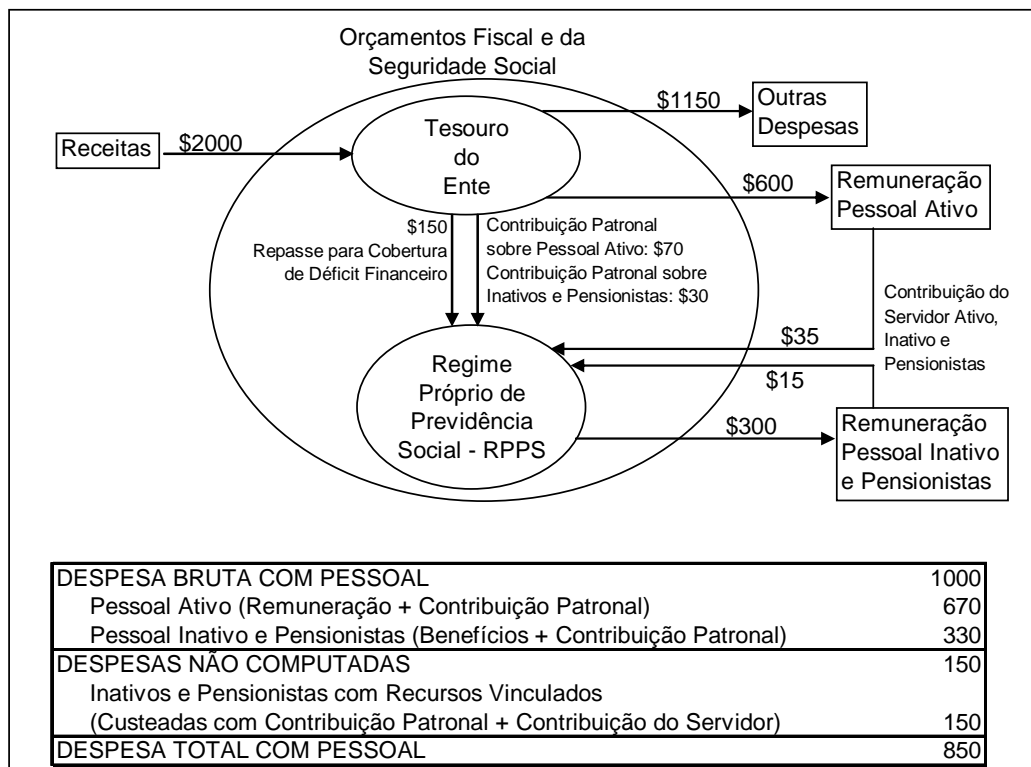 Orçamentos Fiscal e da
Seguridade Social
Receitas
$2000
Tesouro
do
Ente
$1150
Outras
Despesas
$600
Remuneração
Pessoal Ativo
$150
Repasse para Cobertura
de Déficit Financeiro
Contribuição Patronal
sobre Pessoal Ativo: $70
Contribuição Patronal sobre
Inativos e Pensionistas: $30
Contribuição do
Servidor Ativo,
Inativo e
Pensionistas
$35
$15
Regime
Próprio de
Previdência
Social - RPPS
$300
Remuneração
Pessoal Inativo
e Pensionistas
DESPESA BRUTA COM PESSOAL 1000
Pessoal Ativo (Remuneração + Contribuição Patronal) 670
Pessoal Inativo e Pensionistas (Benefícios + Contribuição Patronal) 330
DESPESAS NÃO COMPUTADAS 150
Inativos e Pensionistas com Recursos Vinculados
(Custeadas com Contribuição Patronal + Contribuição do Servidor) 150
DESPESA TOTAL COM PESSOAL 850